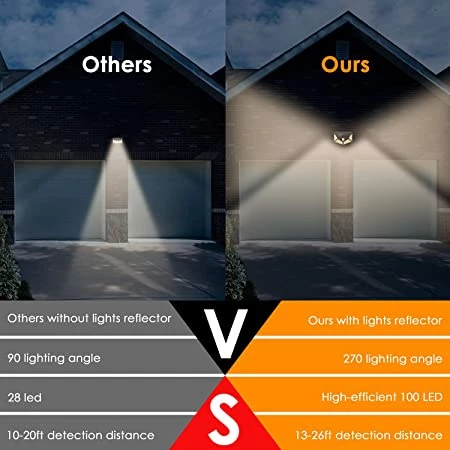 Others
Ours
Others without lights reflector
V
Ours with lights reflector
90 lighting angle
270 lighting angle
28 led
High-efficient 100 LED
S
10-20ft detection distance
13-26ft detection distance